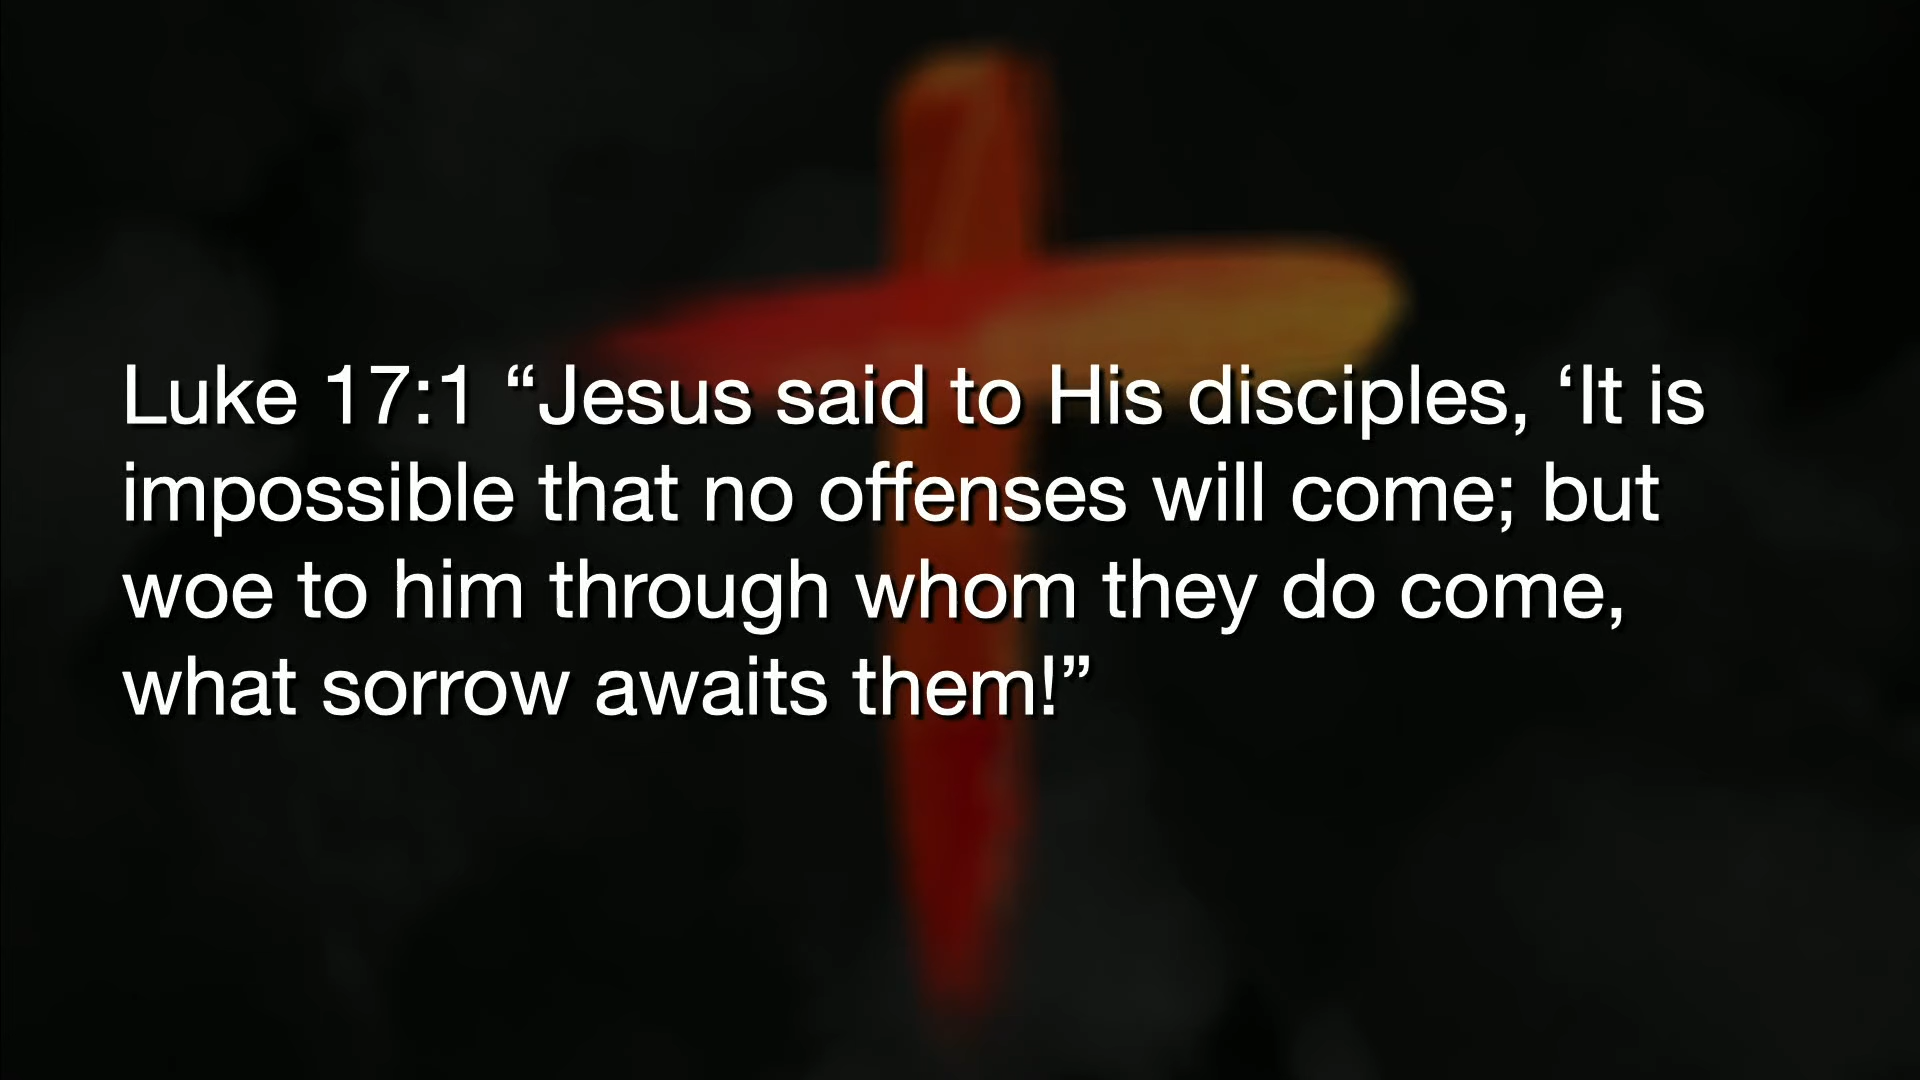 Luke 17:1 “Jesus said to His disciples, ‘It is
impossible that no offenses will come; but
woe to him through whom they do come,
what sorrow awaits them!”